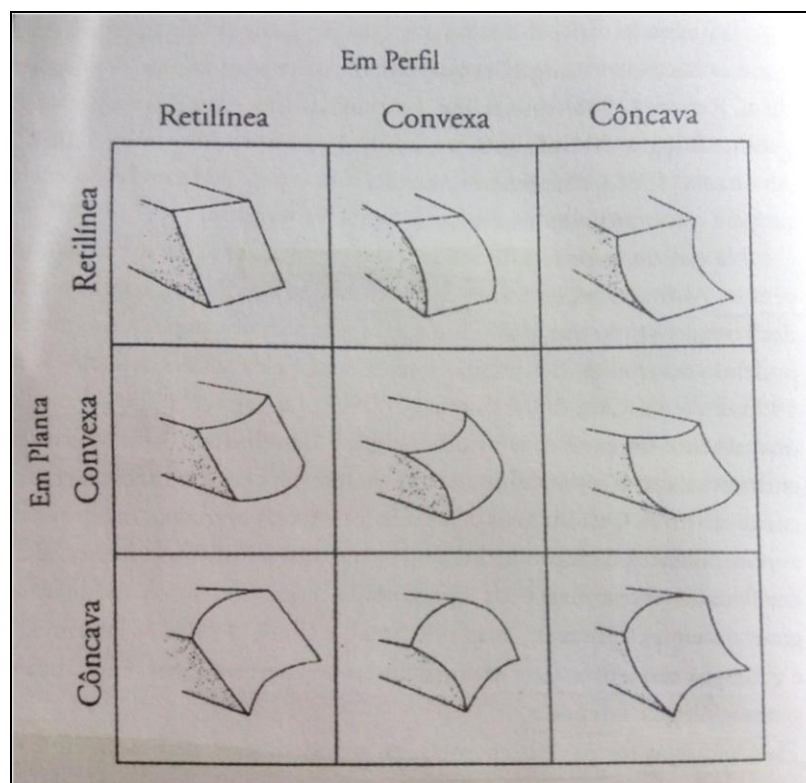 Em Perfil
Retilínea Convexa Côncava
Retilínea
Em Planta
Convexa
Côncava